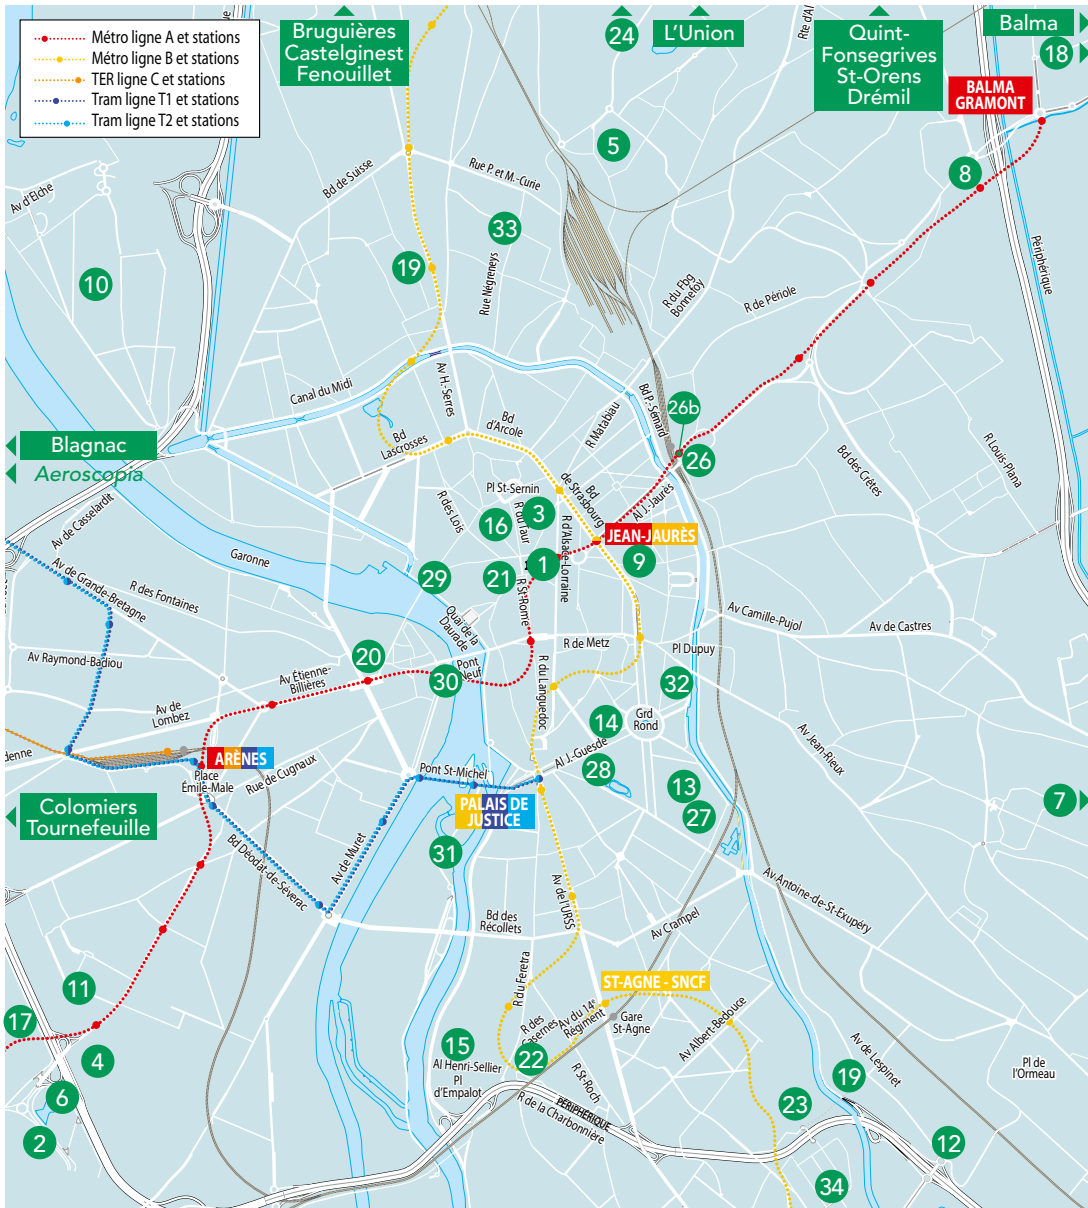 Métro ligne A et stations
Métro ligne B et stations
TER ligne C et stations
Tram ligne T1 et stations
Tram ligne T2 et stations
Bruguières
Castelginest
Fenouillet
24
L'Union
Rte d'Al
Quint-
Fonsegrives
St-Orens
Drémil
Balma
18
BALMA
GRAMONT
5
8
Rue P. et M.-Curie
Bd de Suisse
Av d'Elche
33
19
10
Rue Négreneys
R du Fbg
Bonnefoy
R de Périole
Périphérique
Canal du Midi
Av H.-Serres
Bd
d'Arcole
Bd
Lascrosses
R Matabiau
Bd P.-Semard
26b
26
Blagnac
Aeroscopia
Av de Casselardit
R des Lois
Pl St-Sernin
Bd
de Strasbourg
Al J.-Jaurès
Bd des Crêtes
R Louis-Plana
16
3
R du Taur
R d'Alsace-Lorraine
JEAN-JAURÈS
1
9
Garonne
29
21
R St-Rome
Av de Grande-Bretagne
R des Fontaines
Quai de la
Daurade
Av Camille-Pujol
Av de Castres
R de Metz
Pl Dupuy
Av Raymond-Badiou
Av Étienne-
Billières
20
Pont
Neuf
30
R du Languedoc
32
Av de
Lombez
14
Grd
Rond
Av Jean-Rieux
denne
ARÈNES
Place
Émile-Male
Rue de Cugnaux
Pont St-Michel
Al J.-Guesde
28
13
27
7
PALAIS DE
JUSTICE
Colomiers
Tournefeuille
31
Bd Déodat-de-Séverac
Av de Muret
Av de l'URSS
Av Antoine-de-St-Exupéry
Bd des
Récollets
Av Crampel
R du Feretra
ST-AGNE - SNCF
11
17
4
6
2
15
Al Henri-Sellier
Pl
d'Empalot
R des
Casernes
Av du 14e
Régiment
Gare
St-Agne
22
R St-Roch
Av Albert-Bedouce
PÉRIPHÉRIQUE
R de la Charbonnière
23
19
Av de Lespinet
Pl de
l'Ormeau
12
34